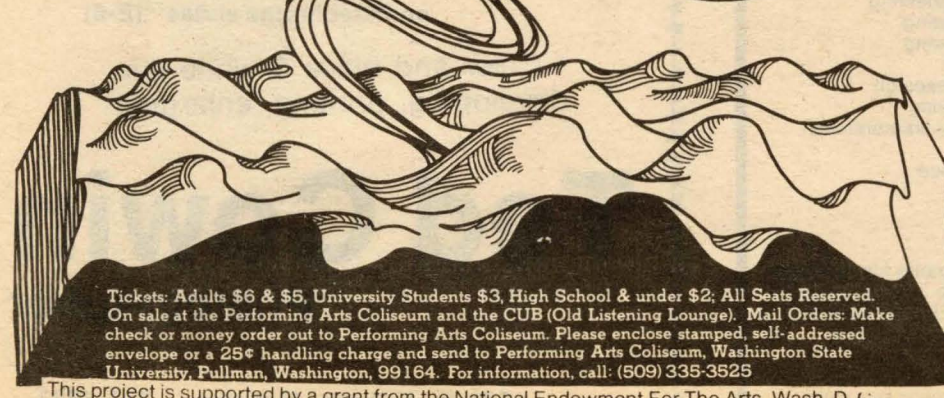 Tickets: Adults $6 & $5, University Students $3, High School & under $2; All Seats Reserved.
On sale at the Performing Arts Coliseum and the CUB (Old Listening Lounge). Mail Orders: Make
check or money order out to Performing Arts Coliseum. Please enclose stamped, self-addressed
envelope or a 25¢ handling charge and send to Performing Arts Coliseum, Washington State
University, Pullman, Washington, 99164. For information, call: (509) 335-3525
This project is supported by a grant from the National Endowment For The Arts, Wash. D.